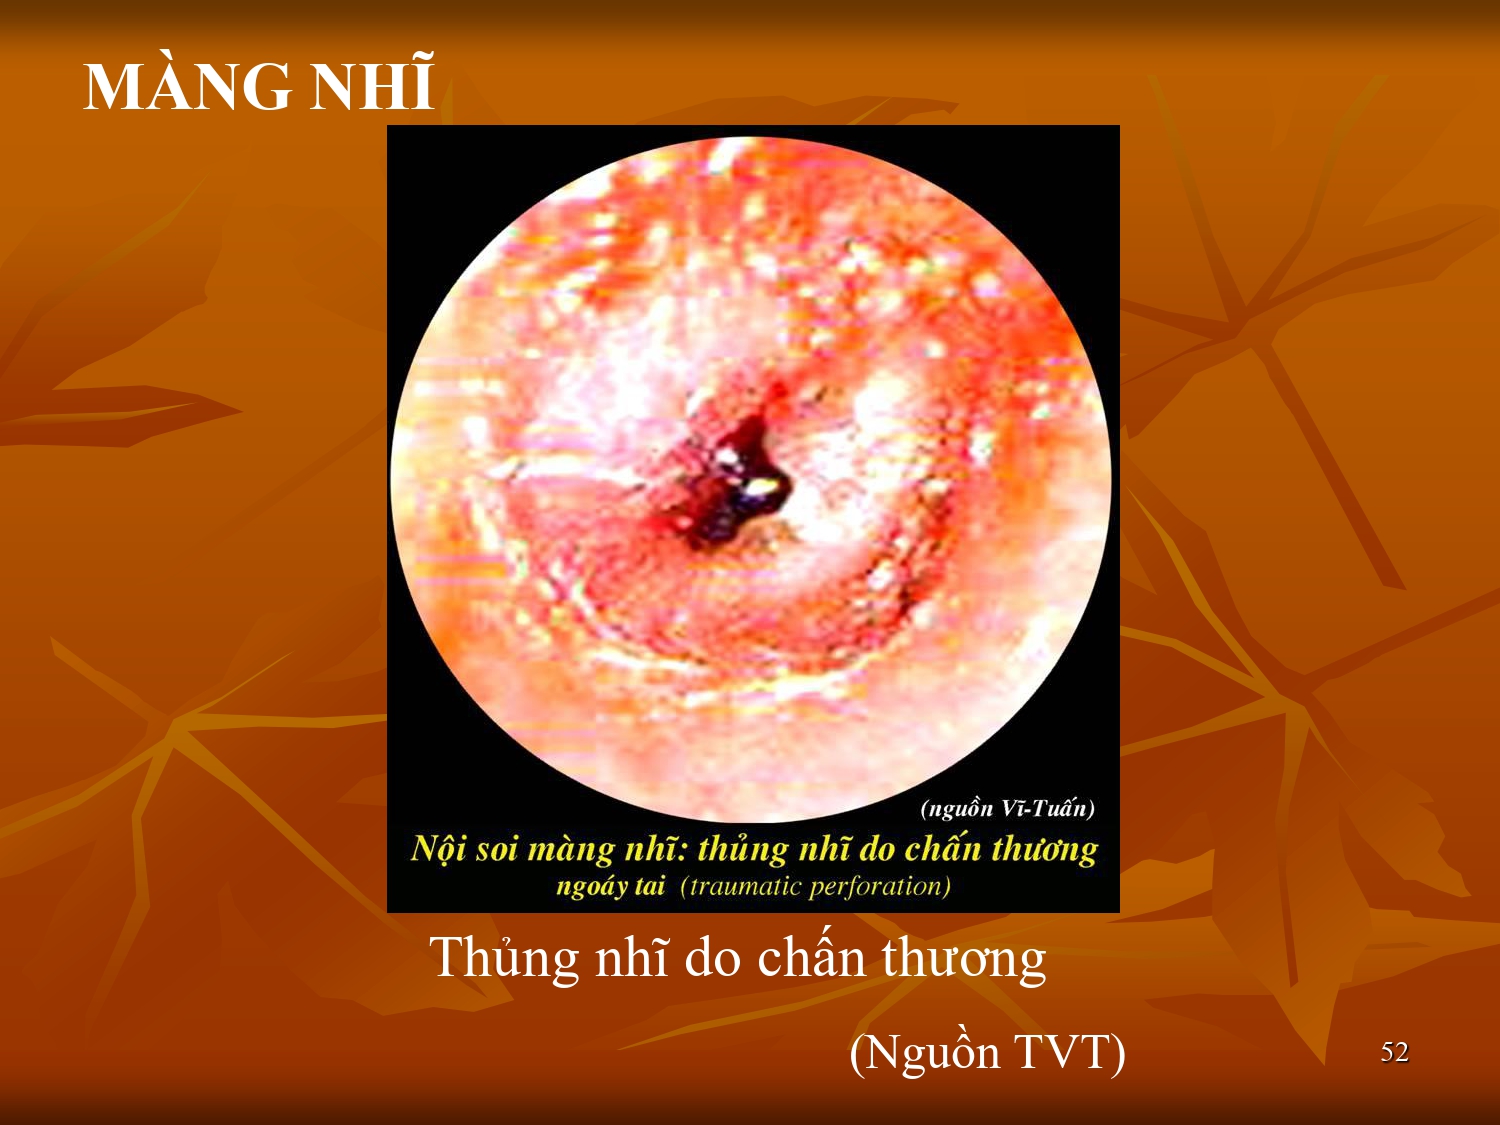 MÀNG NHĨ
(nguồn Vĩ-Tuấn)
Nội soi màng nhĩ: thủng nhĩ do chấn thương
ngoáy tai (traumatic perforation)
Thủng nhĩ do chấn thương
(Nguồn TVT)
52